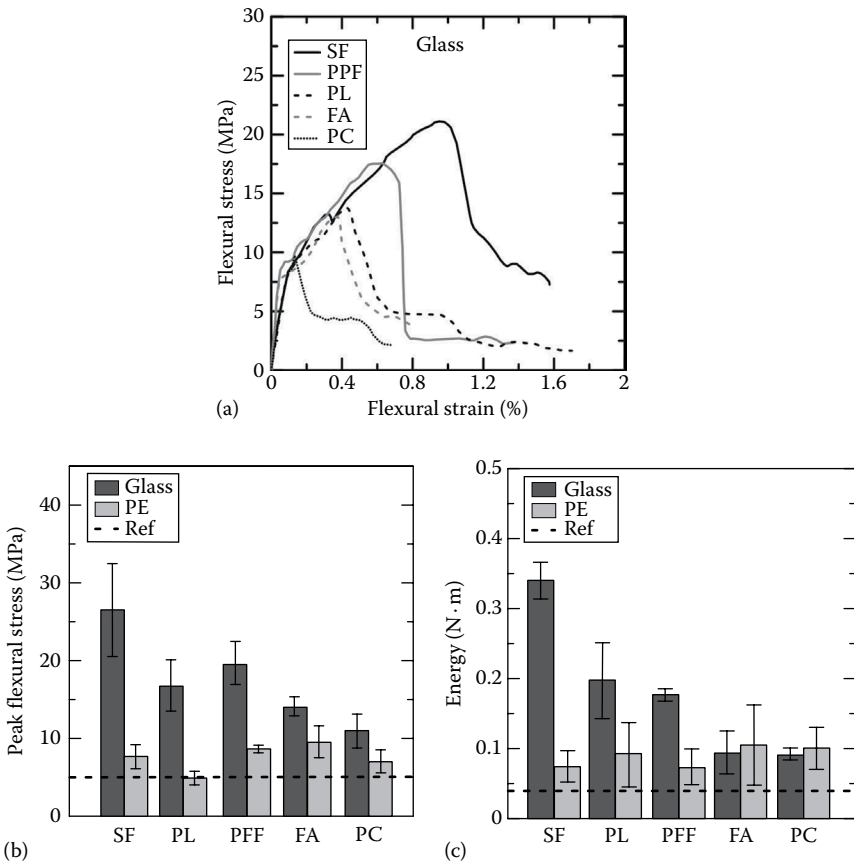 30
25
20
15
10
5
0
Flexural stress (MPa)
SF
PPF
PL
FA
PC
Glass
0 0.4 0.8 1.2 1.6 2
Flexural strain (%)
(a)
40
30
20
10
0
Peak flexural stress (MPa)
Glass
PE
Ref
SF PL PFF FA PC
(b)
0.5
0.4
0.3
0.2
0.1
0.0
Energy (N · m)
Glass
PE
Ref
SF PL PFF FA PC
(c)